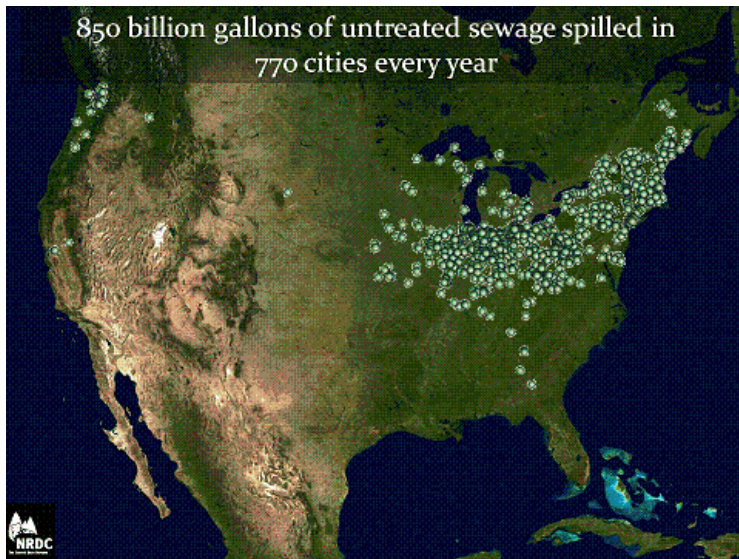 850 billion gallons of untreated sewage spilled in
770 cities every year
NRDC